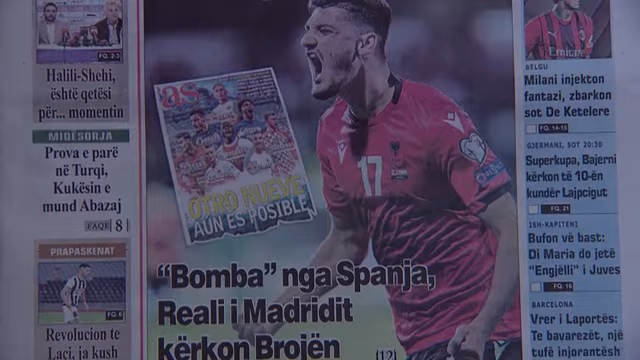 FQ. 2-3
Halili-Shehi,
është qetësi
për... momentin
MIDËSORJA
Prova e parë
në Turqi,
Kukësin e
mund Abazaj
FAQE 8
PRAPASKENAT
FQ. 6
Revolucion te
Laçi, ja kush
as
OTRO NUEVE
AÚN ES POSIBLE
17
"Bomba" nga Spanja,
Reali i Madridit
kërkon Brojën
(12)
Emirates
BELGU
Milani injekton
fantazi, zbarkon
sot De Ketelere
FQ. 14-15
GJERMANI, SOT 20:30
Superkupa, Bajerni
kërkon të 10-ën
kundër Lajpcigut
FQ. 21
ISH-KAPITENI
Bufon vë bast:
Di Maria do jetë
"Engjëlli" i Juves
FQ. 16
BARCELONA
Vrer i Laportës:
Te bavarezët, një
tufë injorantësh